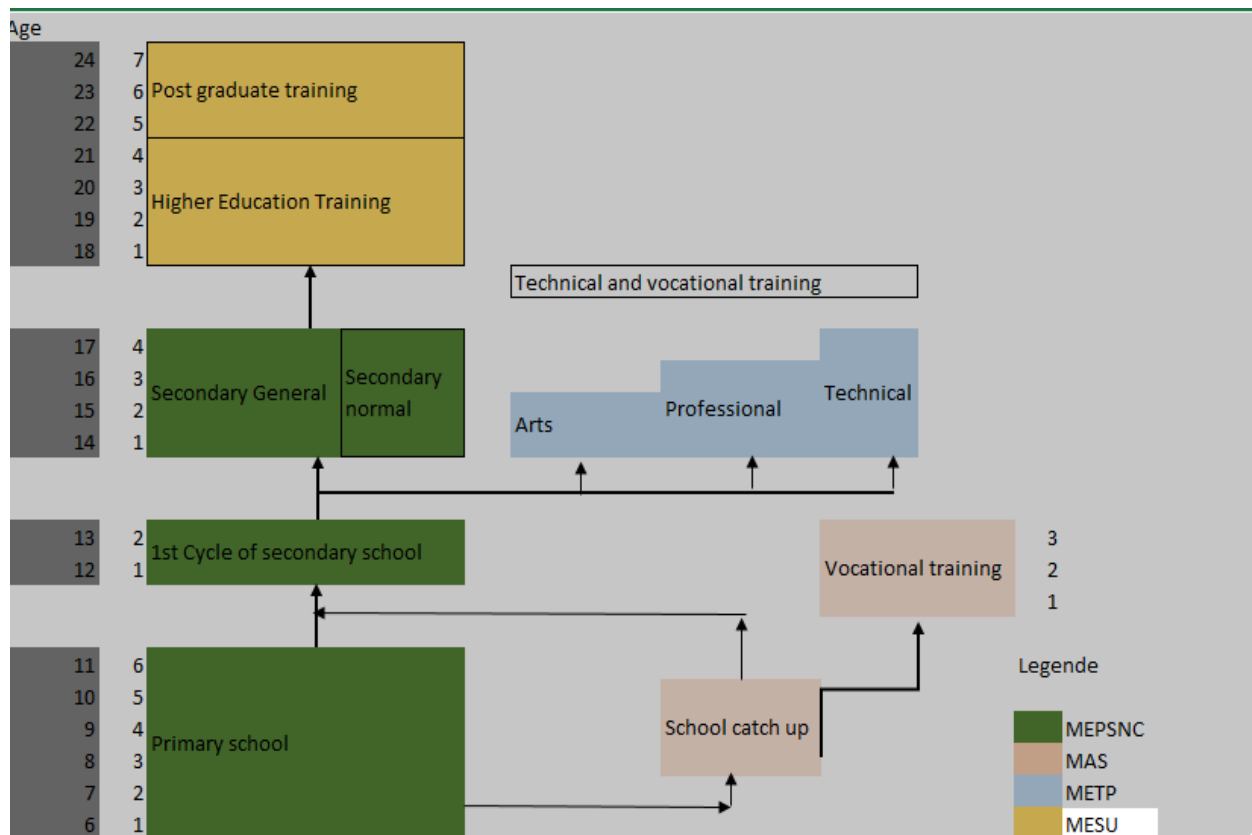 Age
24 7
23 6 Post graduate training
22 5
21 4
20 3 Higher Education Training
19 2
18 1
Technical and vocational training
17 4
16 3 Secondary General Secondary Professional Technical
15 2 normal Arts
14 1
13 2 1st Cycle of secondary school 3
12 1 Vocational training 2
1
11 6 Legende
10 5
9 4 Primary school School catch up MEPSNC
8 3 MAS
7 2 METP
6 1 MESU